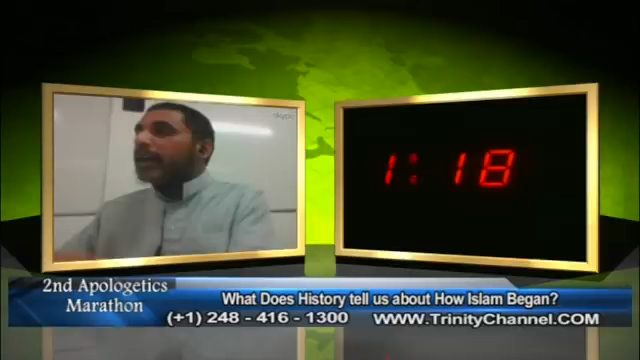 skype
1:18
2nd Apologetics
Marathon
What Does History tell us about How Islam Began?
(+1) 248 - 416 - 1300 WWW.TrinityChannel.COM